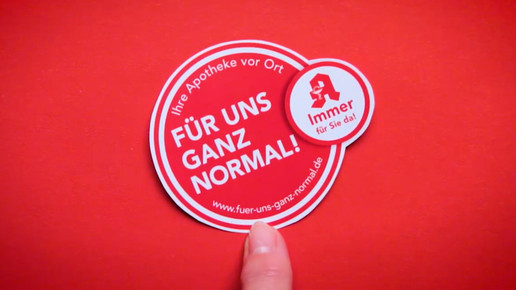 Ihre Apotheke vor Ort
FÜR UNS
GANZ
NORMAL!
www.fuer-uns-ganz-normal.de
Immer
für Sie da!